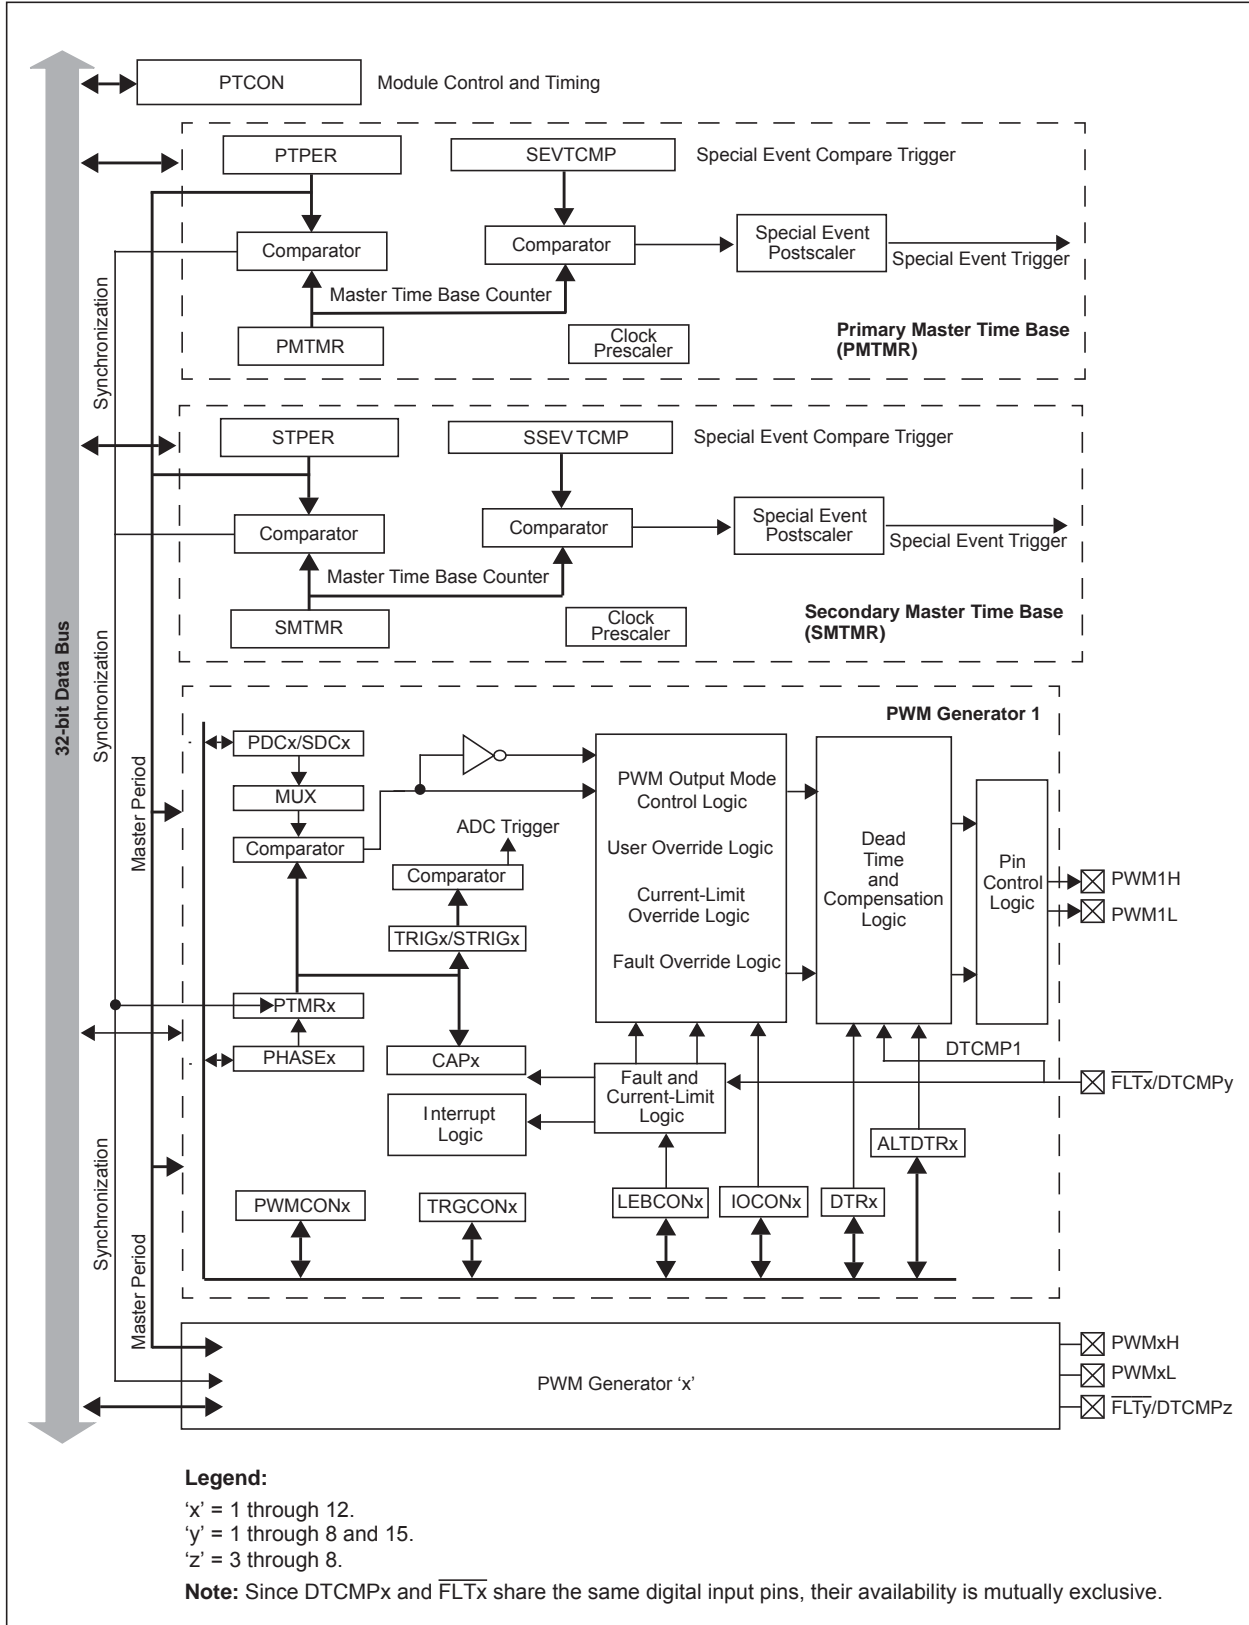 PTCON
Module Control and Timing
PTPER
SEVTCMP
Special Event Compare Trigger
Comparator
Comparator
Special Event
Postscaler
Special Event Trigger
Master Time Base Counter
PMTMR
Clock
Prescaler
Primary Master Time Base
(PMTMR)
Synchronization
STPER
SSEVTCMP
Special Event Compare Trigger
Comparator
Comparator
Special Event
Postscaler
Special Event Trigger
Master Time Base Counter
SMTMR
Clock
Prescaler
Secondary Master Time Base
(SMTMR)
32-bit Data Bus
Synchronization
Master Period
PWM Generator 1
PDCx/SDCx
MUX
Comparator
ADC Trigger
Comparator
TRIGx/STRIGx
PTMRx
PHASEx
CAPx
Interrupt
Logic
PWM Output Mode
Control Logic
User Override Logic
Current-Limit
Override Logic
Fault Override Logic
Dead
Time
and
Compensation
Logic
Pin
Control
Logic
PWM1H
PWM1L
DTCMP1
Fault and
Current-Limit
Logic
FLTx/DTCMPy
ALTDTRx
PWMCONx
TRGCONx
LEBCONx
IOCONx
DTRx
Synchronization
Master Period
PWM Generator ‘x’
PWMxH
PWMxL
FLTy/DTCMPz
Legend:
‘x’ = 1 through 12.
‘y’ = 1 through 8 and 15.
‘z’ = 3 through 8.
Note: Since DTCMPx and FLTx share the same digital input pins, their availability is mutually exclusive.